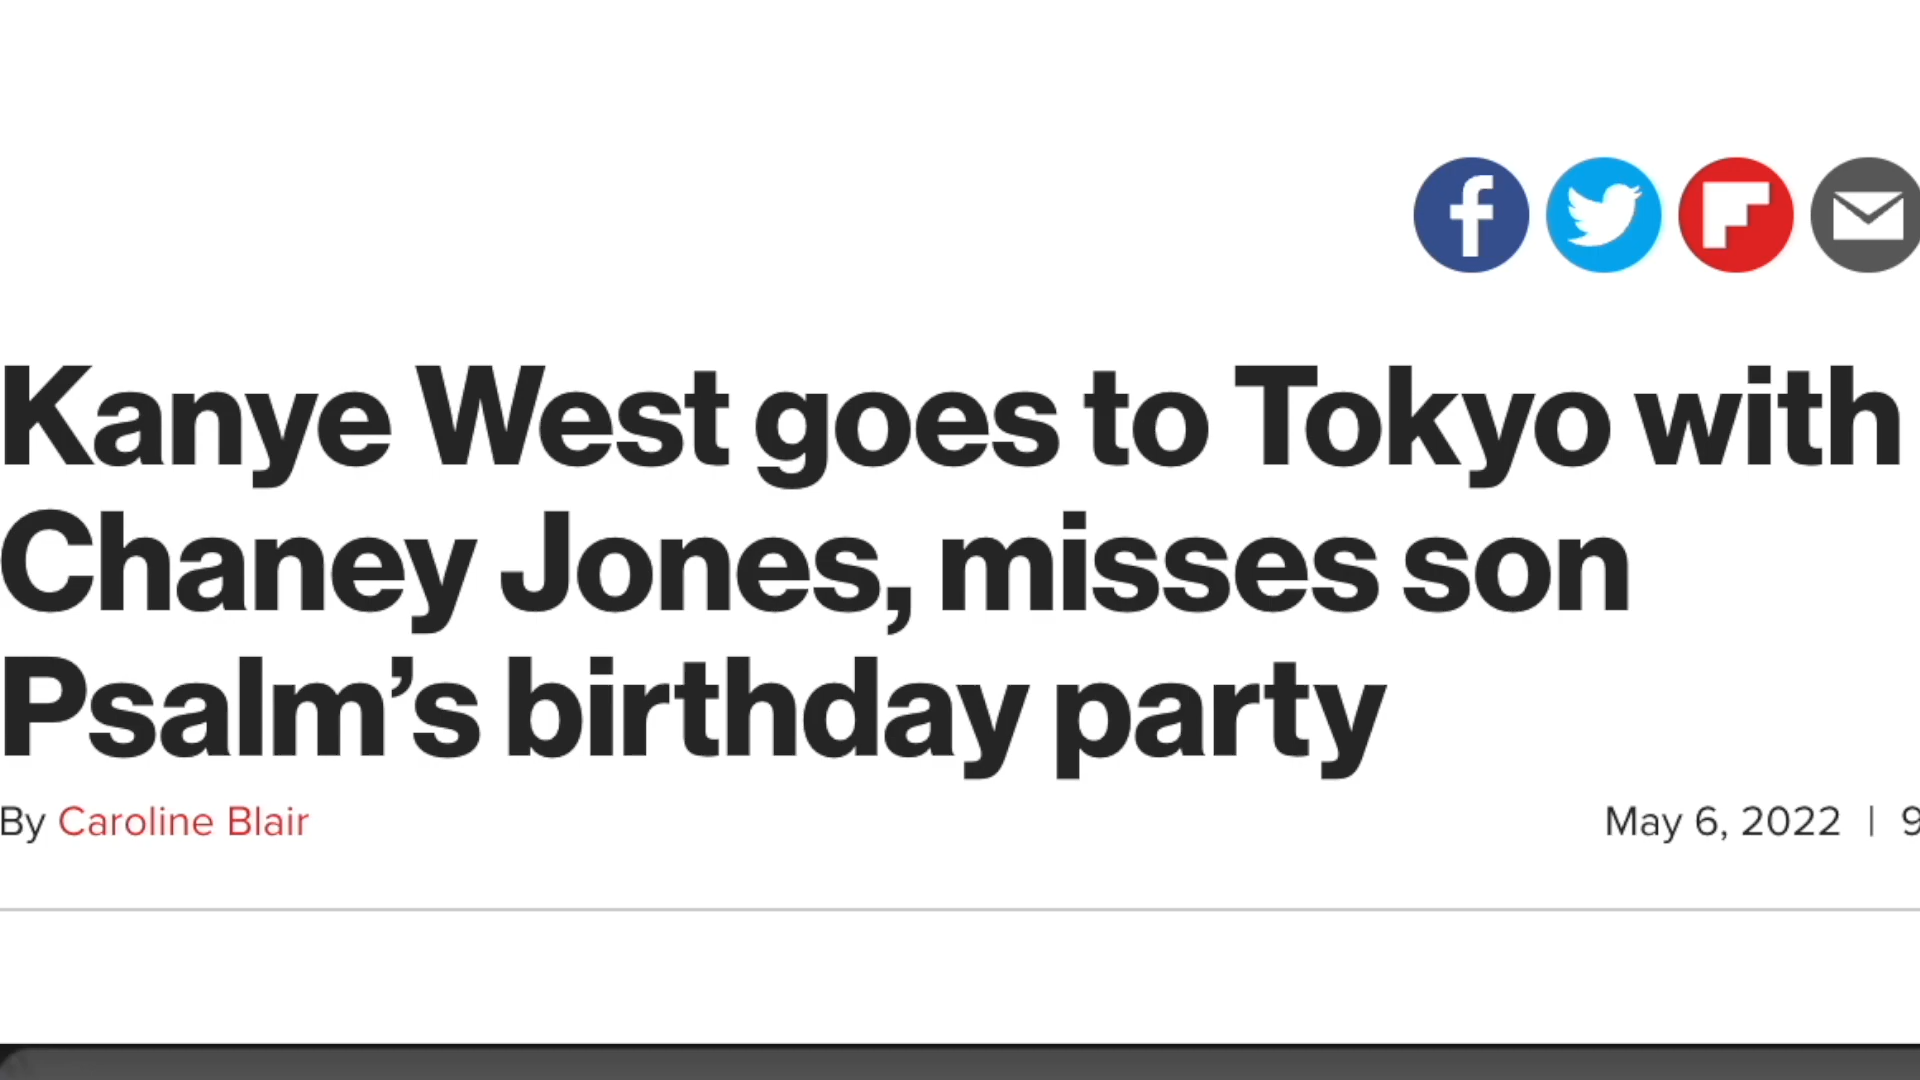 Kanye West goes to Tokyo with
Chaney Jones, misses son
Psalm’s birthday party
By Caroline Blair
May 6, 2022 | 9